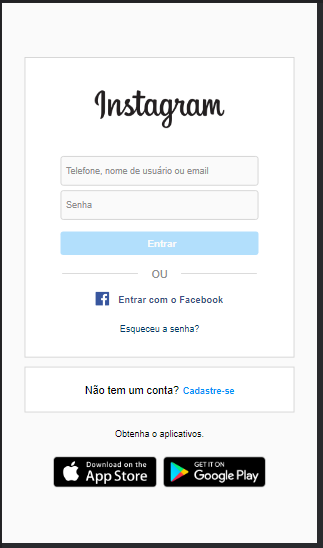 Instagram
Telefone, nome de usuário ou email
Senha
Entrar
OU
Entrar com o Facebook
Esqueceu a senha?
Não tem um conta? Cadastre-se
Obtenha o aplicativos.
Download on the
App Store
GET IT ON
Google Play